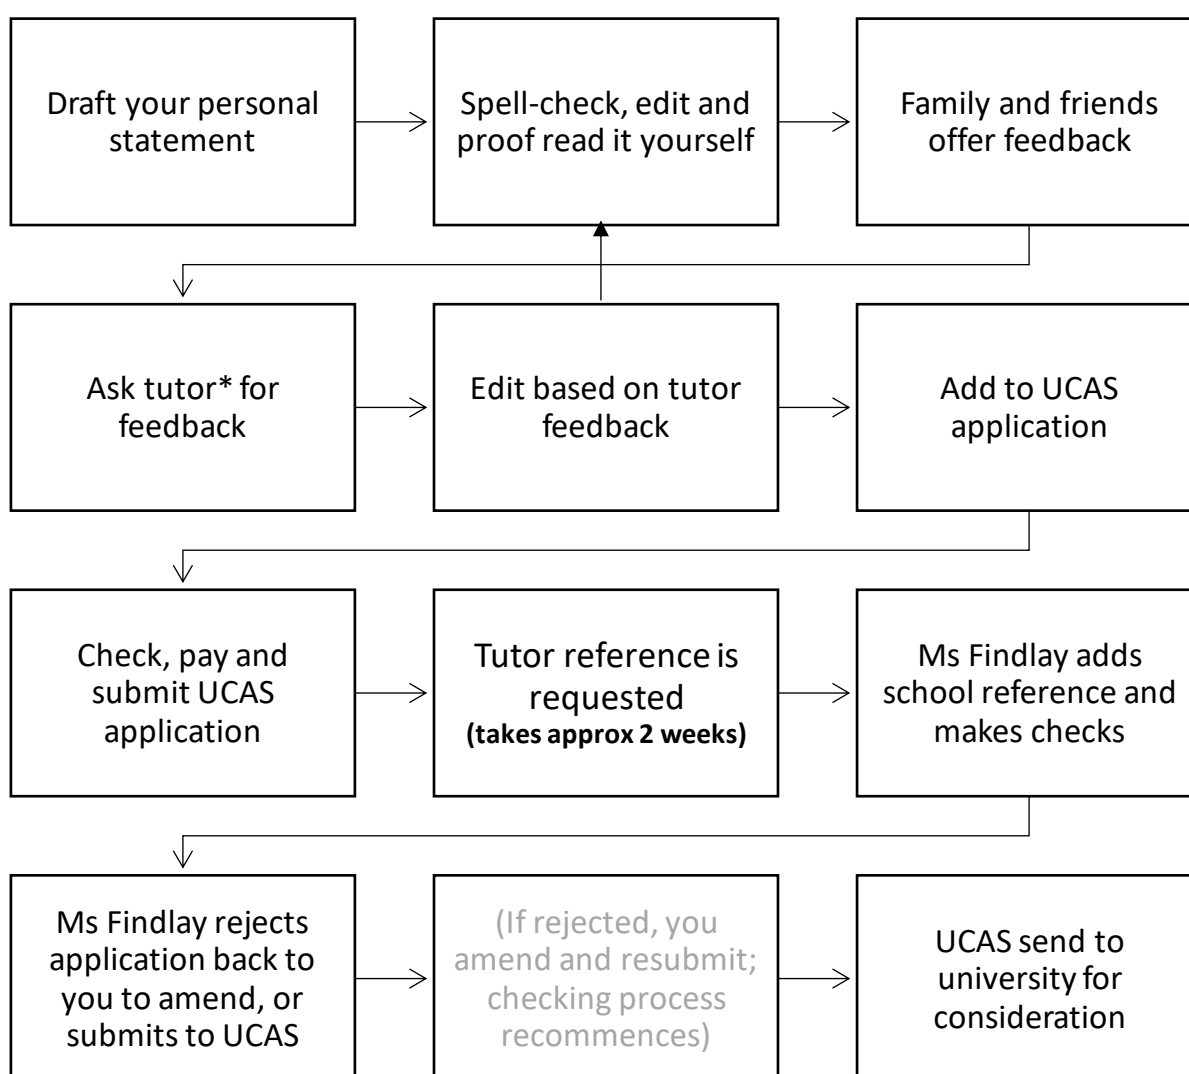 Draft your personal
statement
Spell-check, edit and
proof read it yourself
Family and friends
offer feedback
Ask tutor* for
feedback
Edit based on tutor
feedback
Add to UCAS
application
Check, pay and
submit UCAS
application
Tutor reference is
requested
(takes approx 2 weeks)
Ms Findlay adds
school reference and
makes checks
Ms Findlay rejects
application back to
you to amend, or
submits to UCAS
(If rejected, you
amend and resubmit;
checking process
recommences)
UCAS send to
university for
consideration